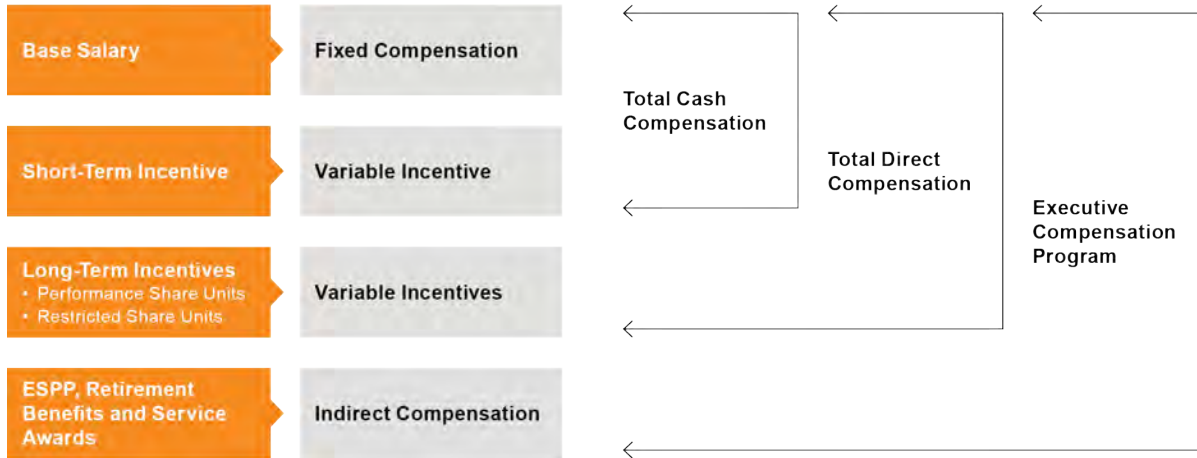 Base Salary
Fixed Compensation
Total Cash
Compensation
Short-Term Incentive
Variable Incentive
Total Direct
Compensation
Executive
Compensation
Program
Long-Term Incentives
• Performance Share Units
• Restricted Share Units
Variable Incentives
ESPP, Retirement
Benefits and Service
Awards
Indirect Compensation